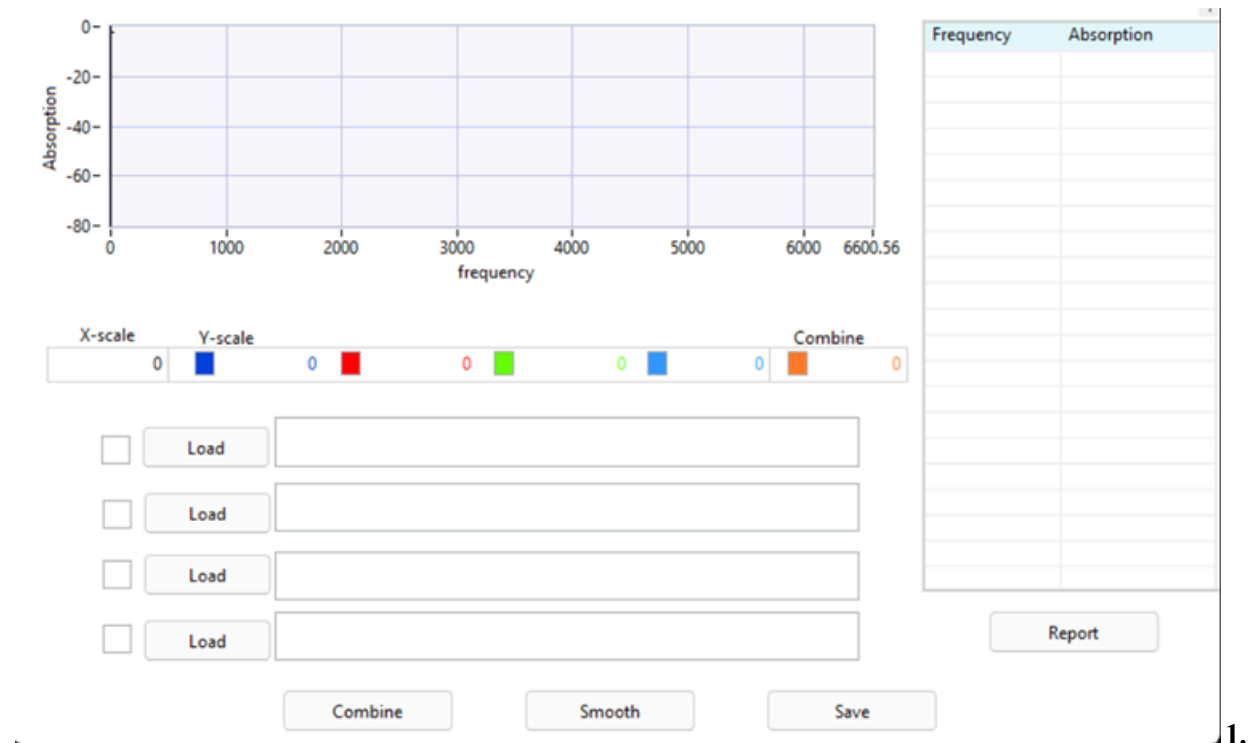 0
-20
-40
-60
-80
Absorption
0 1000 2000 3000 4000 5000 6000 6600.56
frequency
Frequency Absorption
X-scale Y-scale Combine
0 0 0 0 0 0
Load
Load
Load
Load
Report
Combine Smooth Save
1.